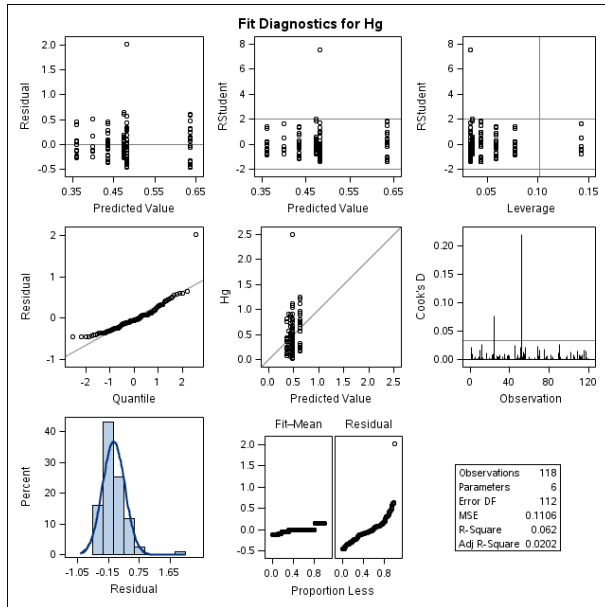 Fit Diagnostics for Hg
Residual
2.0
1.5
1.0
0.5
0.0
-0.5
0.35 0.45 0.55 0.65
Predicted Value
RStudent
8
6
4
2
0
-2
0.35 0.45 0.55 0.65
Predicted Value
RStudent
8
6
4
2
0
-2
0.05 0.10 0.15
Leverage
Residual
2
1
0
-1
-2 -1 0 1 2
Quantile
Hg
2.5
2.0
1.5
1.0
0.5
0.0
0.0 0.5 1.0 1.5 2.0 2.5
Predicted Value
Cook's D
0.20
0.15
0.10
0.05
0.00
0 40 80 120
Observation
Percent
40
30
20
10
0
-1.05 -0.15 0.75 1.65
Residual
Fit–Mean Residual
2.0
1.5
1.0
0.5
0.0
-0.5
0.0 0.4 0.8 0.0 0.4 0.8
Proportion Less
Observations 118
Parameters 6
Error DF 112
MSE 0.1106
R-Square 0.062
Adj R-Square 0.0202